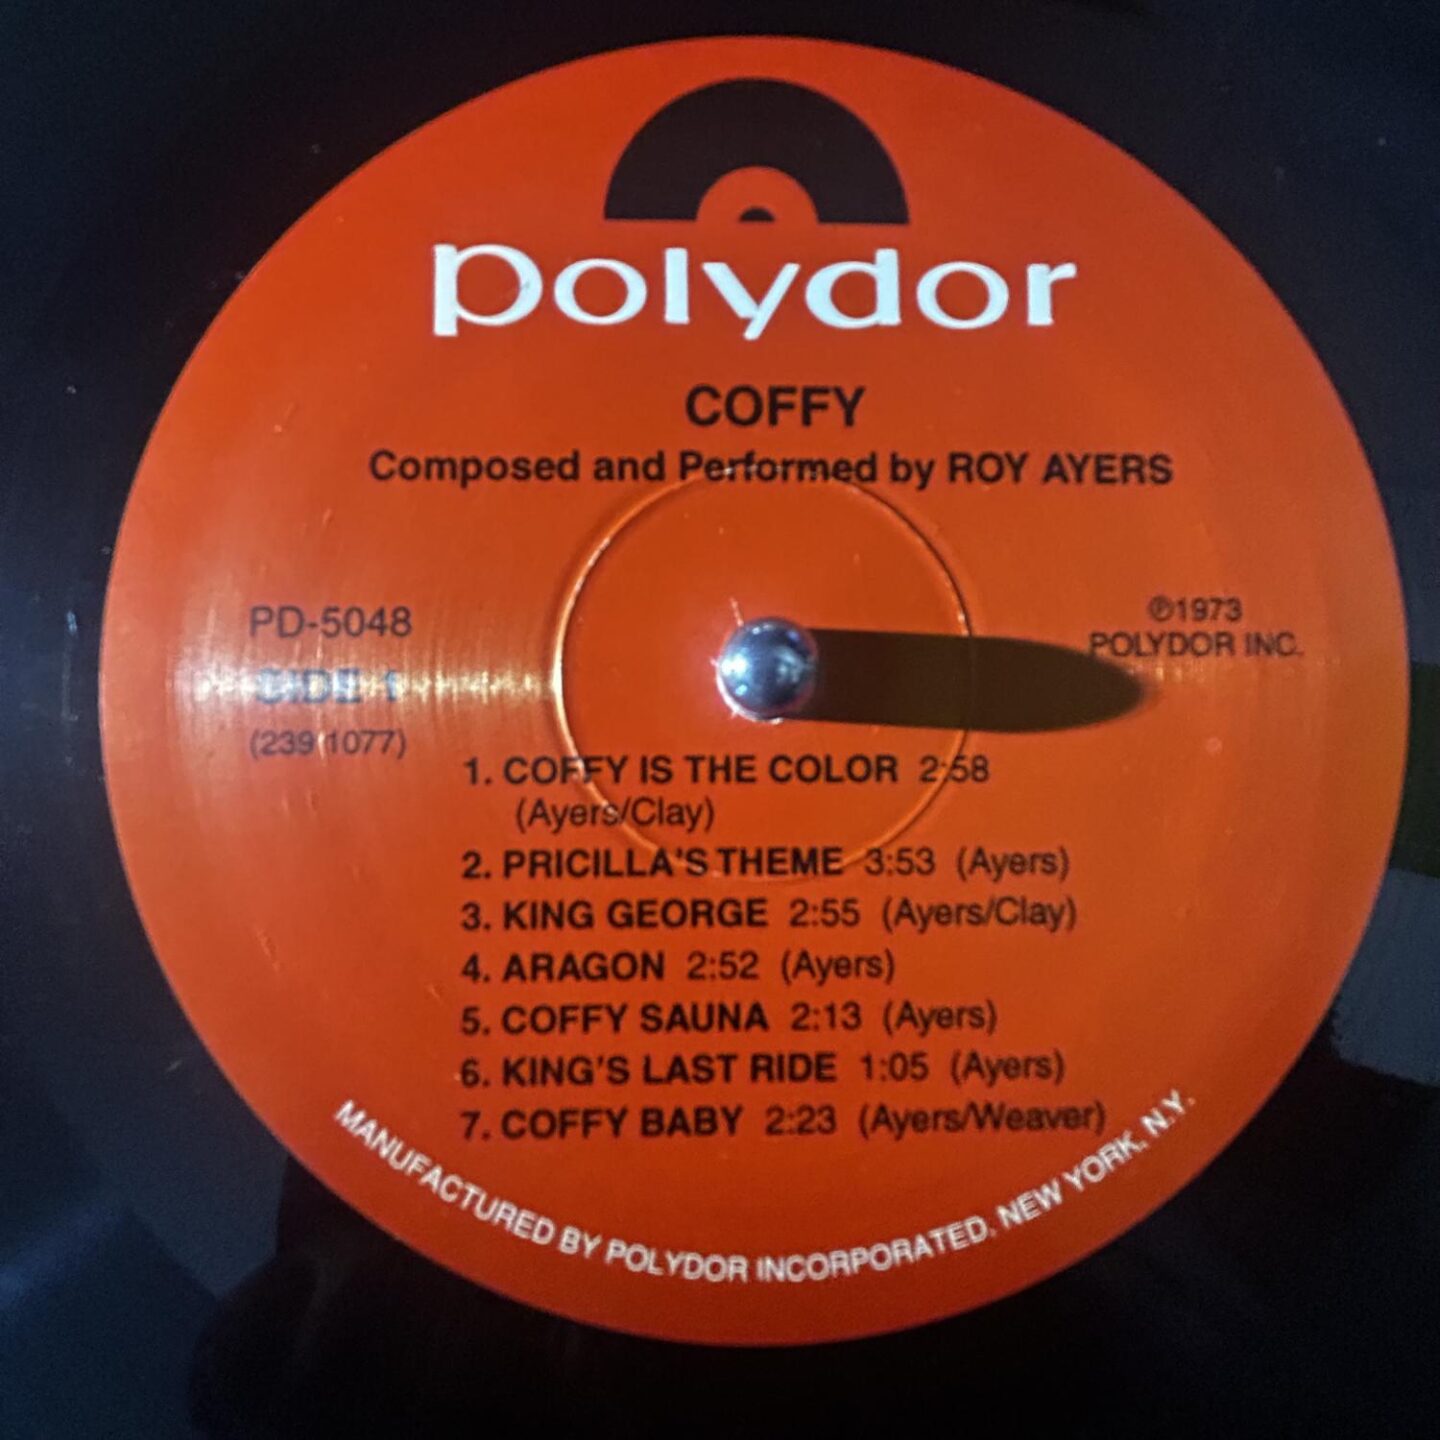 polydor
COFFY
Composed and Performed by ROY AYERS
PD-5048
SIDE 1
(239 1077)
℗1973
POLYDOR INC.
1. COFFY IS THE COLOR 2:58
(Ayers/Clay)
2. PRICILLA'S THEME 3:53 (Ayers)
3. KING GEORGE 2:55 (Ayers/Clay)
4. ARAGON 2:52 (Ayers)
5. COFFY SAUNA 2:13 (Ayers)
6. KING'S LAST RIDE 1:05 (Ayers)
7. COFFY BABY 2:23 (Ayers/Weaver)
MANUFACTURED BY POLYDOR INCORPORATED, NEW YORK, N.Y.